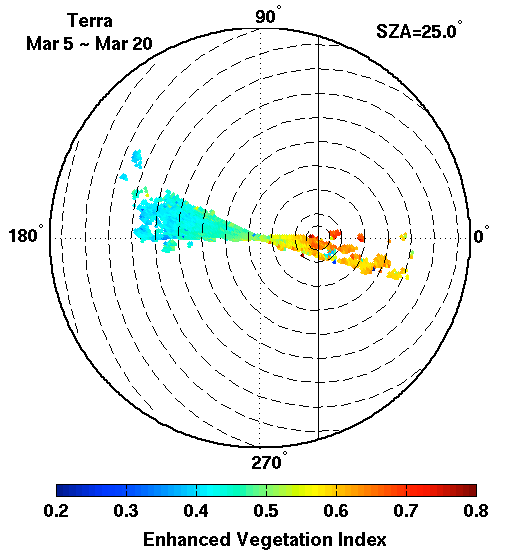 Terra
Mar 5 ~ Mar 20
90°
SZA=25.0°
180°
0°
270°
0.2 0.3 0.4 0.5 0.6 0.7 0.8
Enhanced Vegetation Index